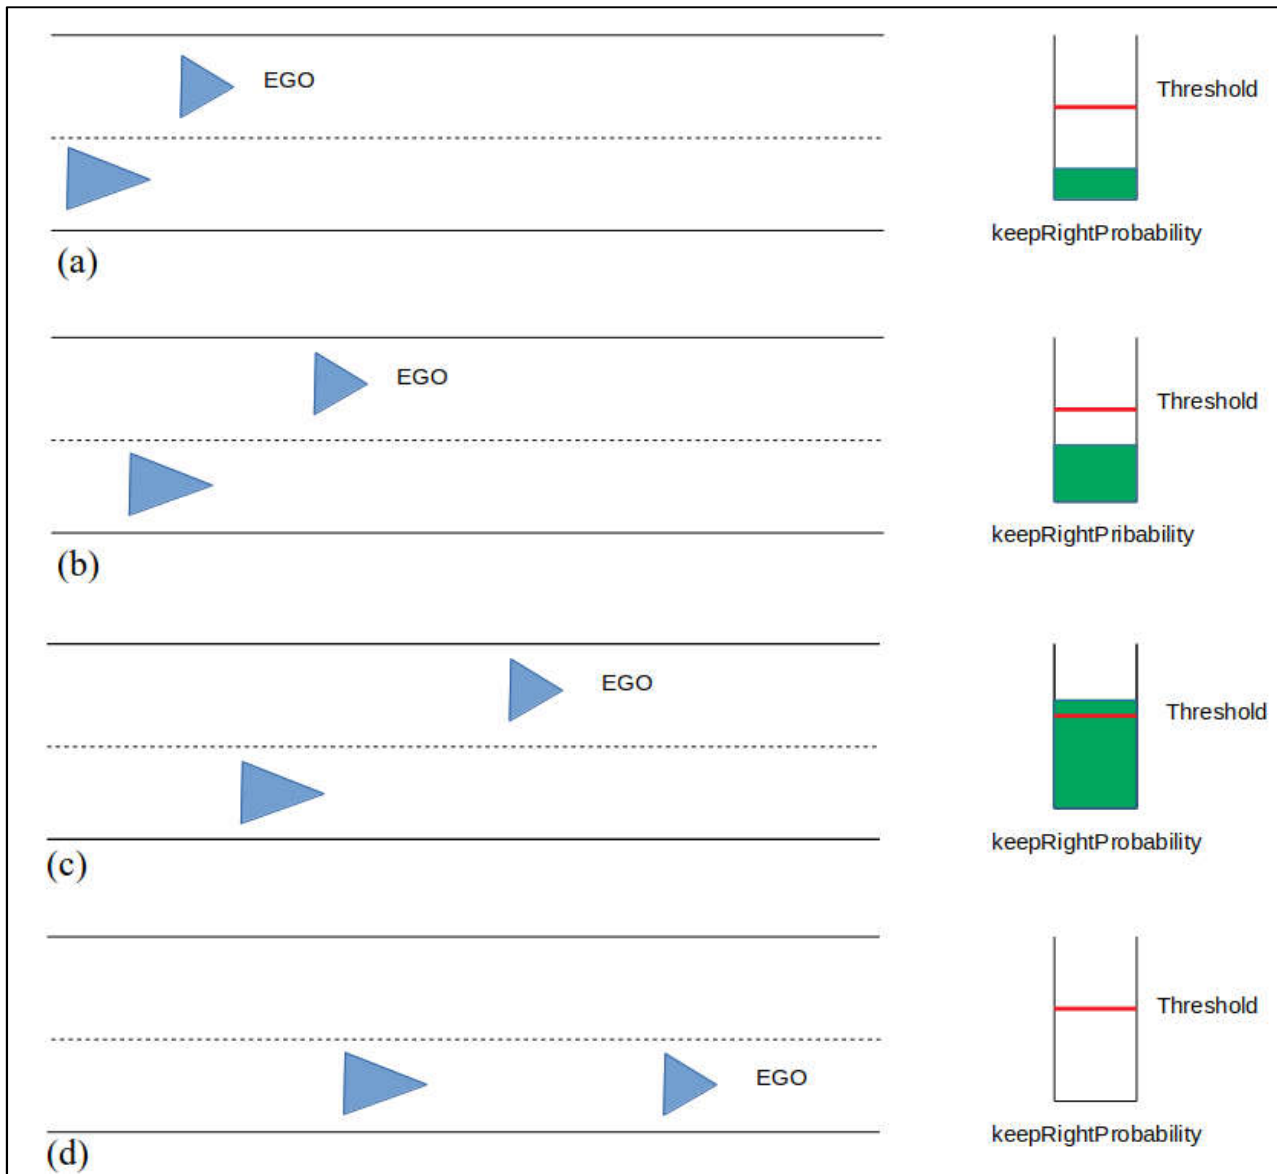 EGO
Threshold
keepRightProbability
(a)
EGO
Threshold
keepRightPribability
(b)
EGO
Threshold
keepRightProbability
(c)
EGO
Threshold
keepRightProbability
(d)